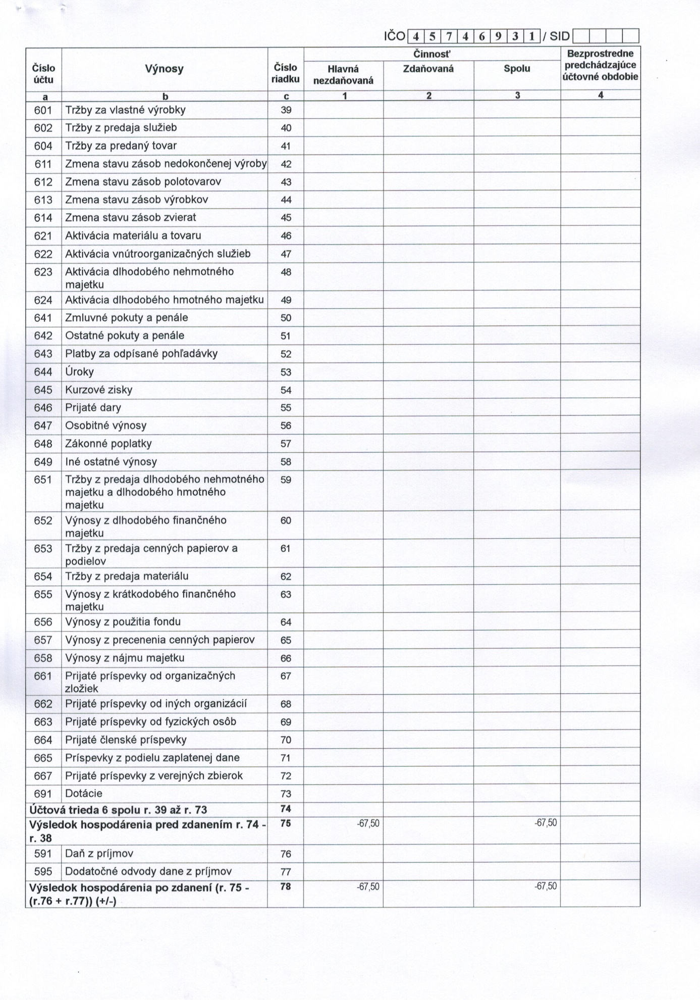 IČO 4 5 7 4 6 9 3 1 / SID
Číslo účtu Výnosy Číslo riadku Činnosť Bezprostredne predchádzajúce účtovné obdobie
Hlavná nezdaňovaná Zdaňovaná Spolu
a b c 1 2 3 4
601 Tržby za vlastné výrobky 39
602 Tržby z predaja služieb 40
604 Tržby za predaný tovar 41
611 Zmena stavu zásob nedokončenej výroby 42
612 Zmena stavu zásob polotovarov 43
613 Zmena stavu zásob výrobkov 44
614 Zmena stavu zásob zvierat 45
621 Aktivácia materiálu a tovaru 46
622 Aktivácia vnútroorganizačných služieb 47
623 Aktivácia dlhodobého nehmotného 48
majetku
624 Aktivácia dlhodobého hmotného majetku 49
641 Zmluvné pokuty a penále 50
642 Ostatné pokuty a penále 51
643 Platby za odpísané pohľadávky 52
644 Úroky 53
645 Kurzové zisky 54
646 Prijaté dary 55
647 Osobitné výnosy 56
648 Zákonné poplatky 57
649 Iné ostatné výnosy 58
651 Tržby z predaja dlhodobého nehmotného 59
majetku a dlhodobého hmotného
majetku
652 Výnosy z dlhodobého finančného 60
majetku
653 Tržby z predaja cenných papierov a 61
podielov
654 Tržby z predaja materiálu 62
655 Výnosy z krátkodobého finančného 63
majetku
656 Výnosy z použitia fondu 64
657 Výnosy z precenenia cenných papierov 65
658 Výnosy z nájmu majetku 66
661 Prijaté príspevky od organizačných 67
zložiek
662 Prijaté príspevky od iných organizácií 68
663 Prijaté príspevky od fyzických osôb 69
664 Prijaté členské príspevky 70
665 Príspevky z podielu zaplatenej dane 71
667 Prijaté príspevky z verejných zbierok 72
691 Dotácie 73
Účtová trieda 6 spolu r. 39 až r. 73 74
Výsledok hospodárenia pred zdanením r. 74 - 75 -67,50 -67,50
r. 38
591 Daň z príjmov 76
595 Dodatočné odvody dane z príjmov 77
Výsledok hospodárenia po zdanení (r. 75 - 78 -67,50 -67,50
(r.76 + r.77)) (+/-)